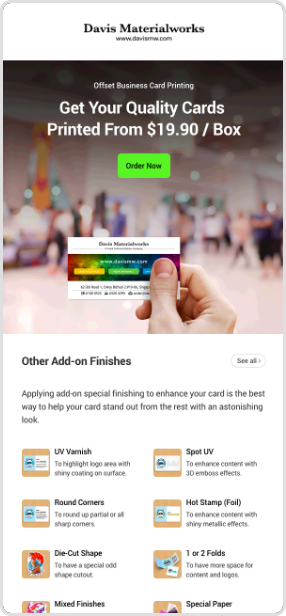 Davis Materialworks
www.davismw.com
Offset Business Card Printing
Get Your Quality Cards
Printed From $19.90 / Box
Order Now
Davis Materialworks
www.davismw.com
Other Add-on Finishes
See all ›
Applying add-on special finishing to enhance your card is the best
way to help your card stand out from the rest with an astonishing
look.
UV Varnish
To highlight logo area with
shiny coating on surface.
Spot UV
To enhance content with
3D emboss effects.
Round Corners
To round up partial or all
sharp corners.
Hot Stamp (Foil)
To enhance content with
shiny metallic effects.
Die-Cut Shape
To have a special odd
shape cutout.
1 or 2 Folds
To have more space for
content and logos.
Mixed Finishes
Special Paper